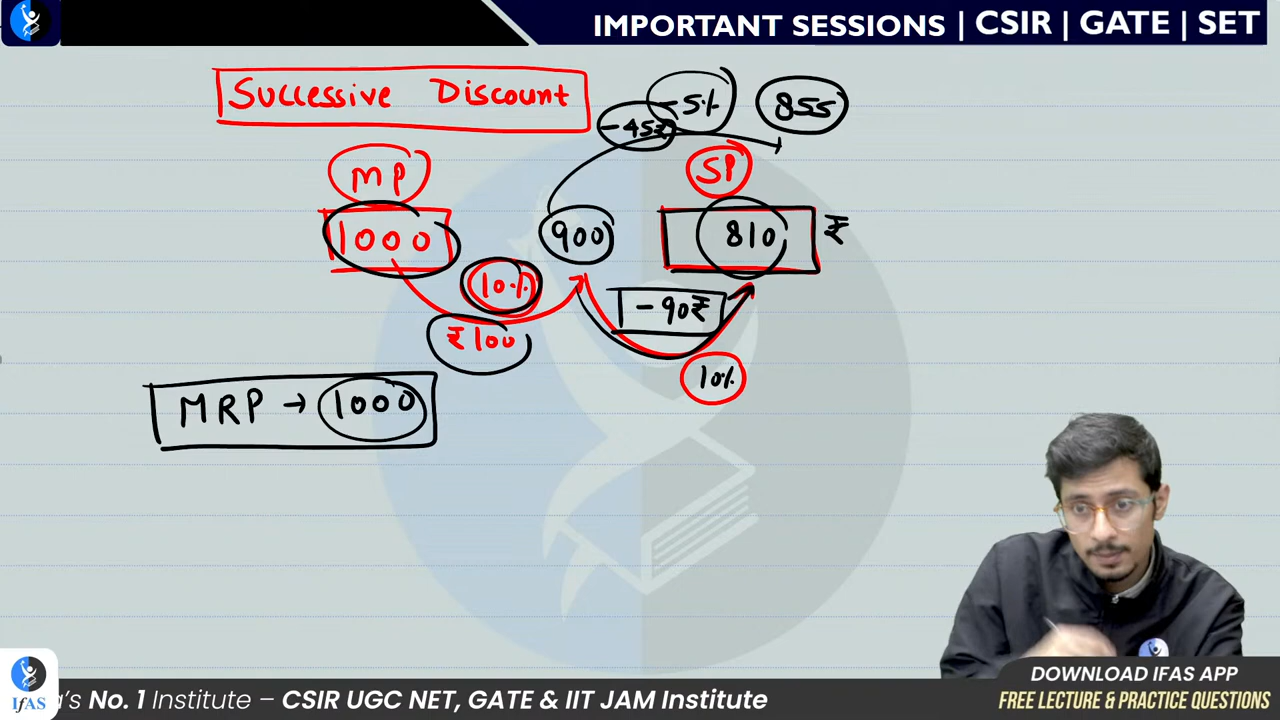 IMPORTANT SESSIONS | CSIR | GATE | SET
Successive Discount
-5%
855
-45₹
MP
SP
1000
900
810 ₹
10%
-90₹
₹100
10%
MRP → 1000
DOWNLOAD IFAS APP
's No. 1 Institute – CSIR UGC NET, GATE & IIT JAM Institute
FREE LECTURE & PRACTICE QUESTIONS
IfAS